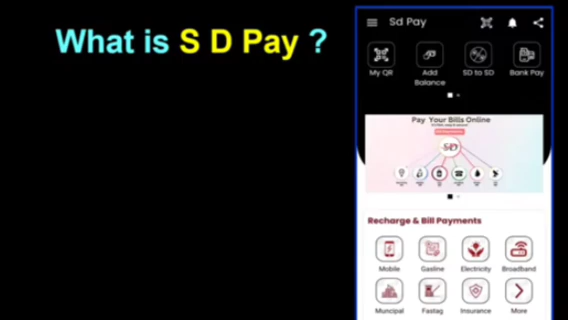 What is S D Pay ?
Sd Pay
My QR
Add Balance
SD to SD
Bank Pay
Pay Your Bills Online
SD
Recharge & Bill Payments
Mobile
Gasline
Electricity
Broadband
Muncipal
Fastag
Insurance
More